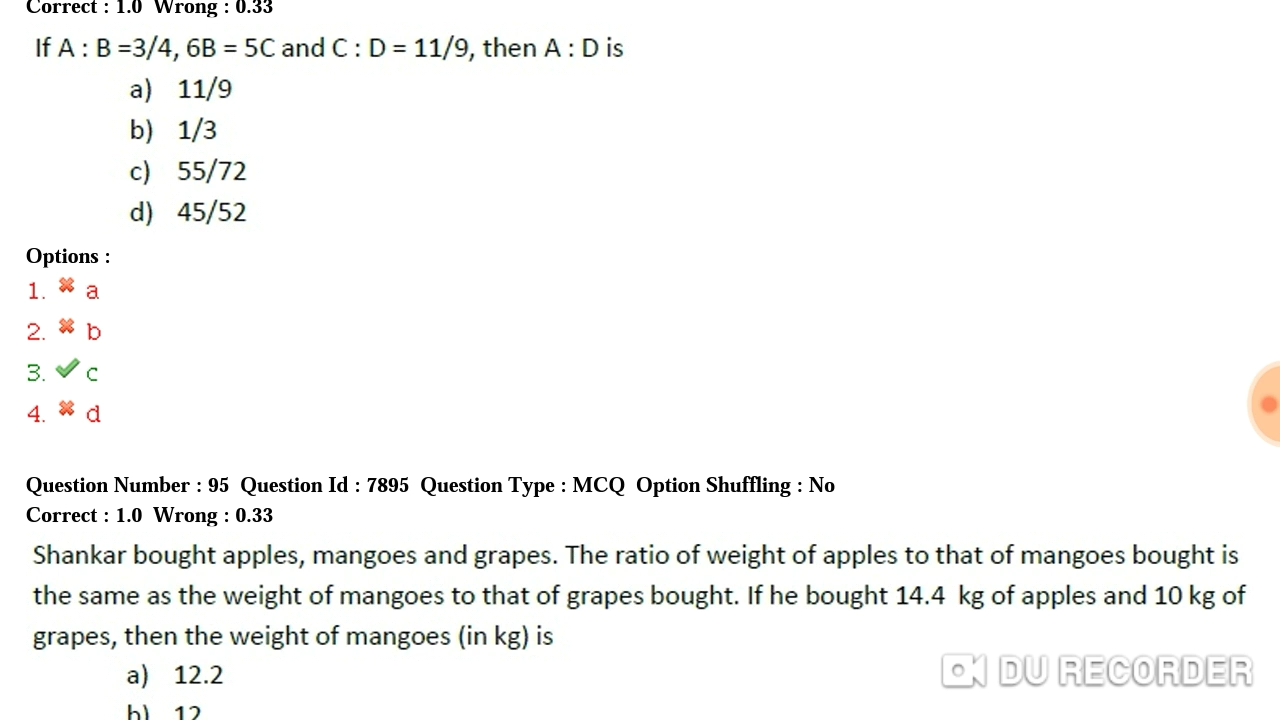 Correct : 1.0 Wrong : 0.33
If A : B =3/4, 6B = 5C and C : D = 11/9, then A : D is
a) 11/9
b) 1/3
c) 55/72
d) 45/52
Options :
1. a
2. b
3. c
4. d
Question Number : 95 Question Id : 7895 Question Type : MCQ Option Shuffling : No
Correct : 1.0 Wrong : 0.33
Shankar bought apples, mangoes and grapes. The ratio of weight of apples to that of mangoes bought is
the same as the weight of mangoes to that of grapes bought. If he bought 14.4 kg of apples and 10 kg of
grapes, then the weight of mangoes (in kg) is
a) 12.2
b) 12
DU RECORDER